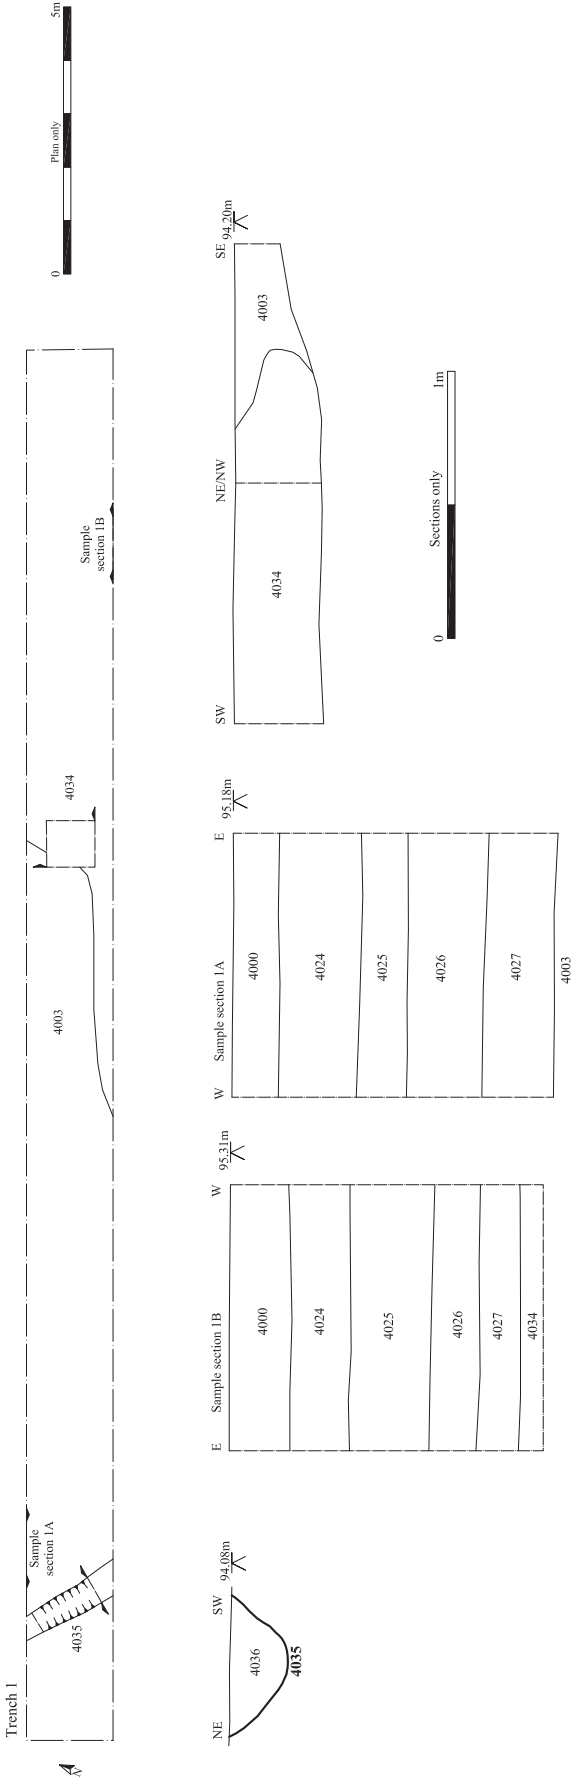 Trench 1
N
4035
Sample
section 1A
4003
4034
Sample
section 1B
0
Plan only
5m
NE
SW
94.08m
4036
4035
E
Sample section 1B
W
95.31m
4000
4024
4025
4026
4027
4034
W
Sample section 1A
E
95.18m
4000
4024
4025
4026
4027
4003
SW
NE/NW
SE
94.20m
4034
4003
0
Sections only
1m